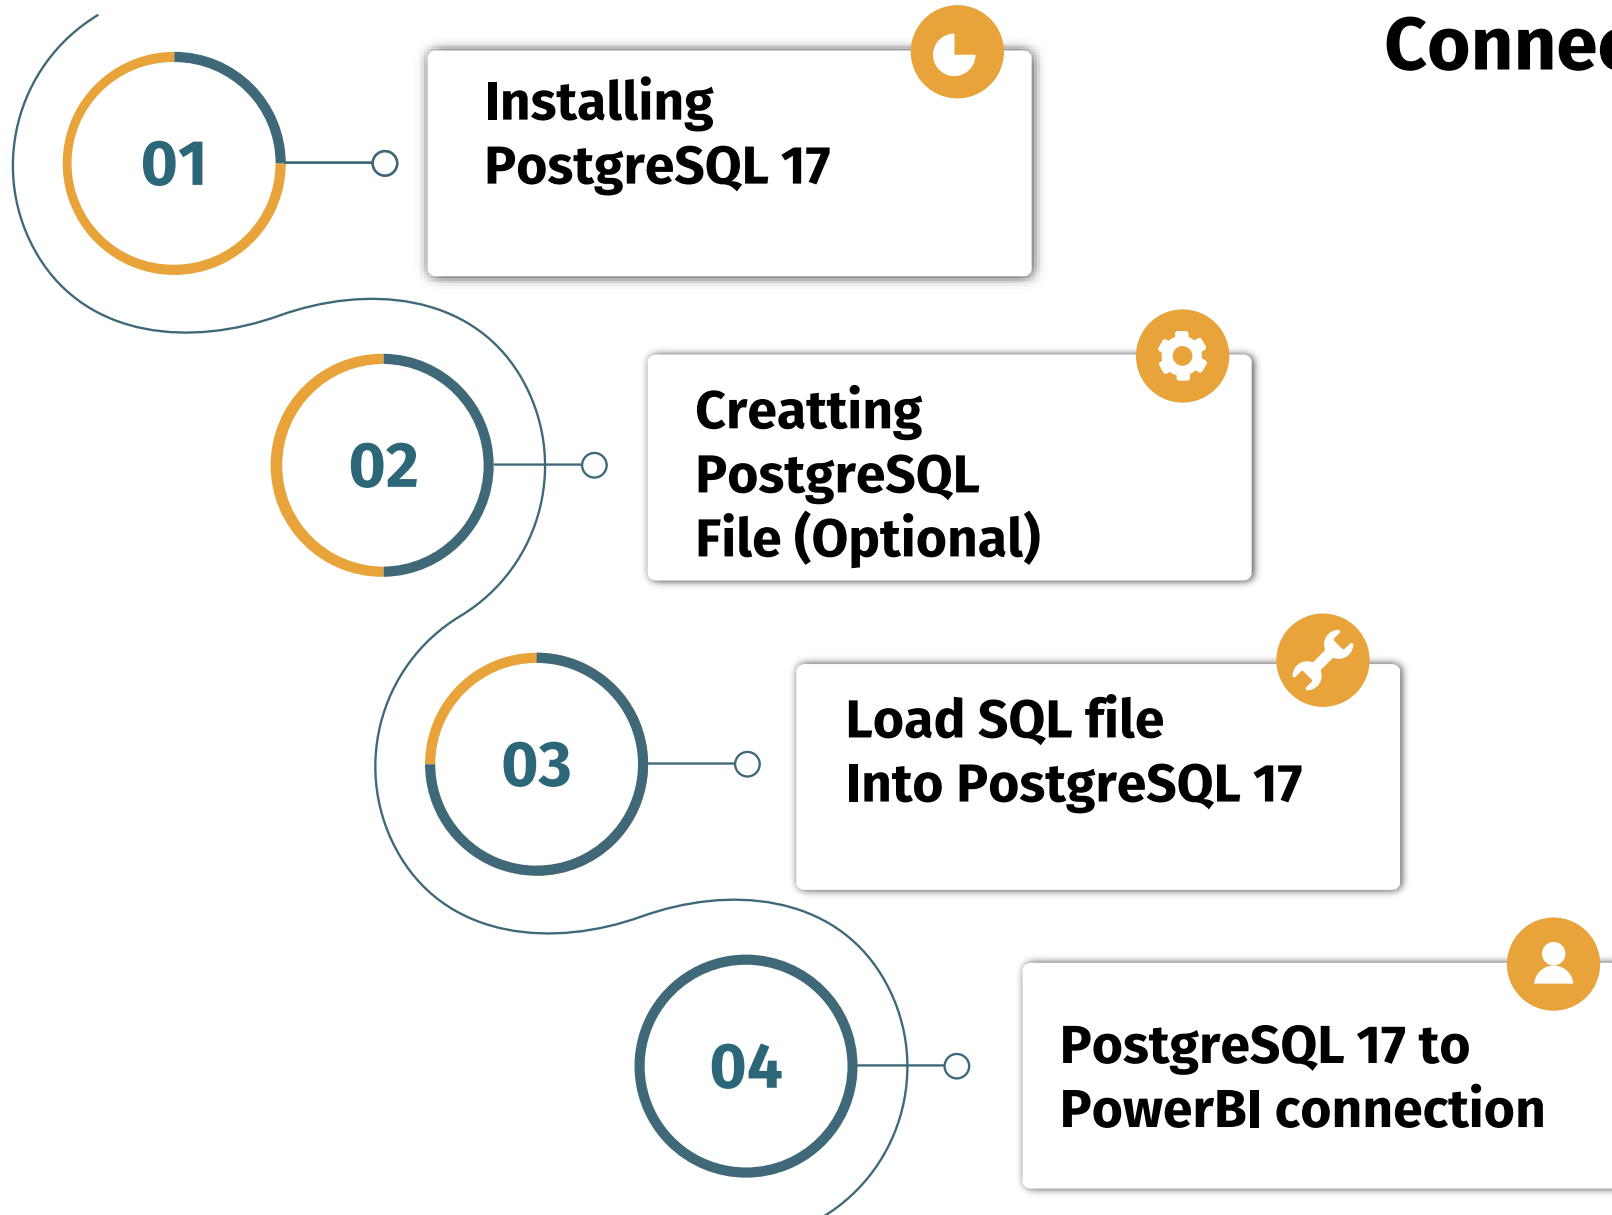 01
Installing
PostgreSQL 17
02
Creatting
PostgreSQL
File (Optional)
03
Load SQL file
Into PostgreSQL 17
04
PostgreSQL 17 to
PowerBI connection